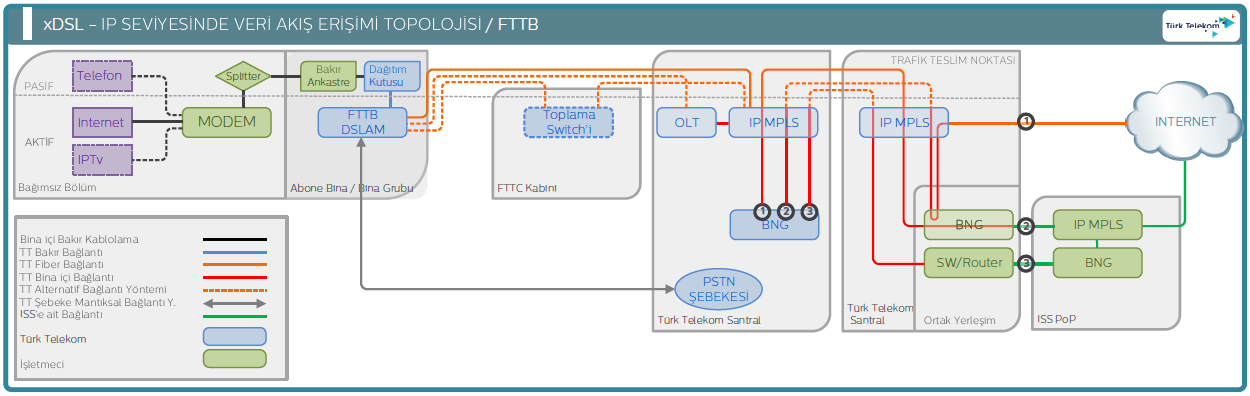 xDSL – IP SEVİYESİNDE VERİ AKIŞ ERİŞİMİ TOPOLOJİSİ / FTTB
Türk Telekom
TRAFİK TESLİM NOKTASI
PASİF
AKTİF
Telefon
Internet
IPTv
Splitter
MODEM
Bağımsız Bölüm
Bakır
Ankastre
Dağıtım
Kutusu
FTTB
DSLAM
Abone Bina / Bina Grubu
Toplama
Switch'i
FTTC Kabini
OLT
IP MPLS
1
2
3
BNG
PSTN
ŞEBEKESİ
Türk Telekom Santral
IP MPLS
BNG
SW/Router
Türk Telekom
Santral
Ortak Yerleşim
1
2
3
INTERNET
IP MPLS
BNG
ISS PoP
Bina içi Bakır Kablolama
TT Bakır Bağlantı
TT Fiber Bağlantı
TT Bina içi Bağlantı
TT Alternatif Bağlantı Yöntemi
TT Şebeke Mantıksal Bağlantı Y.
ISS'e ait Bağlantı
Türk Telekom
İşletmeci